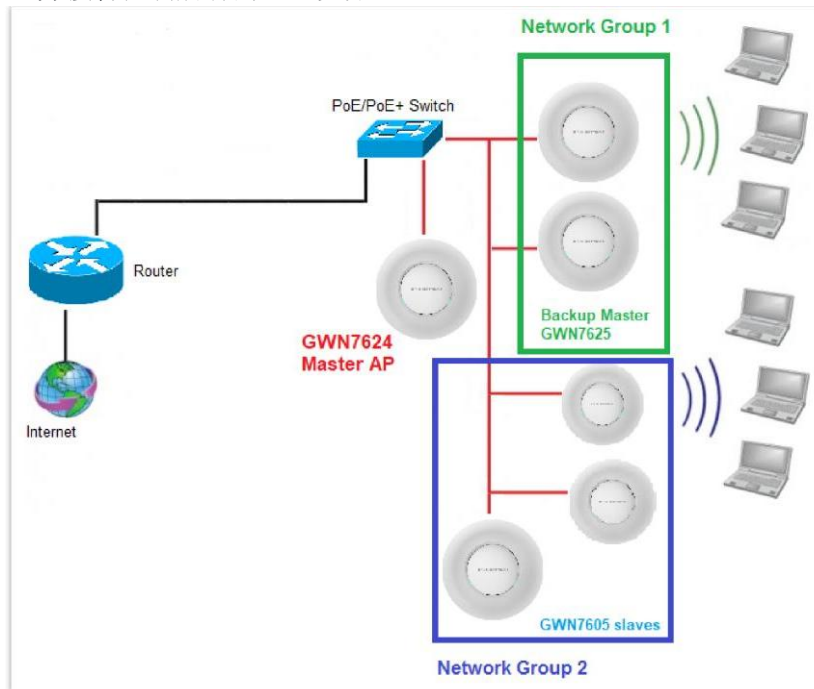 Network Group 1
PoE/PoE+ Switch
Router
Backup Master
GWN7625
GWN7624
Master AP
Internet
GWN7605 slaves
Network Group 2